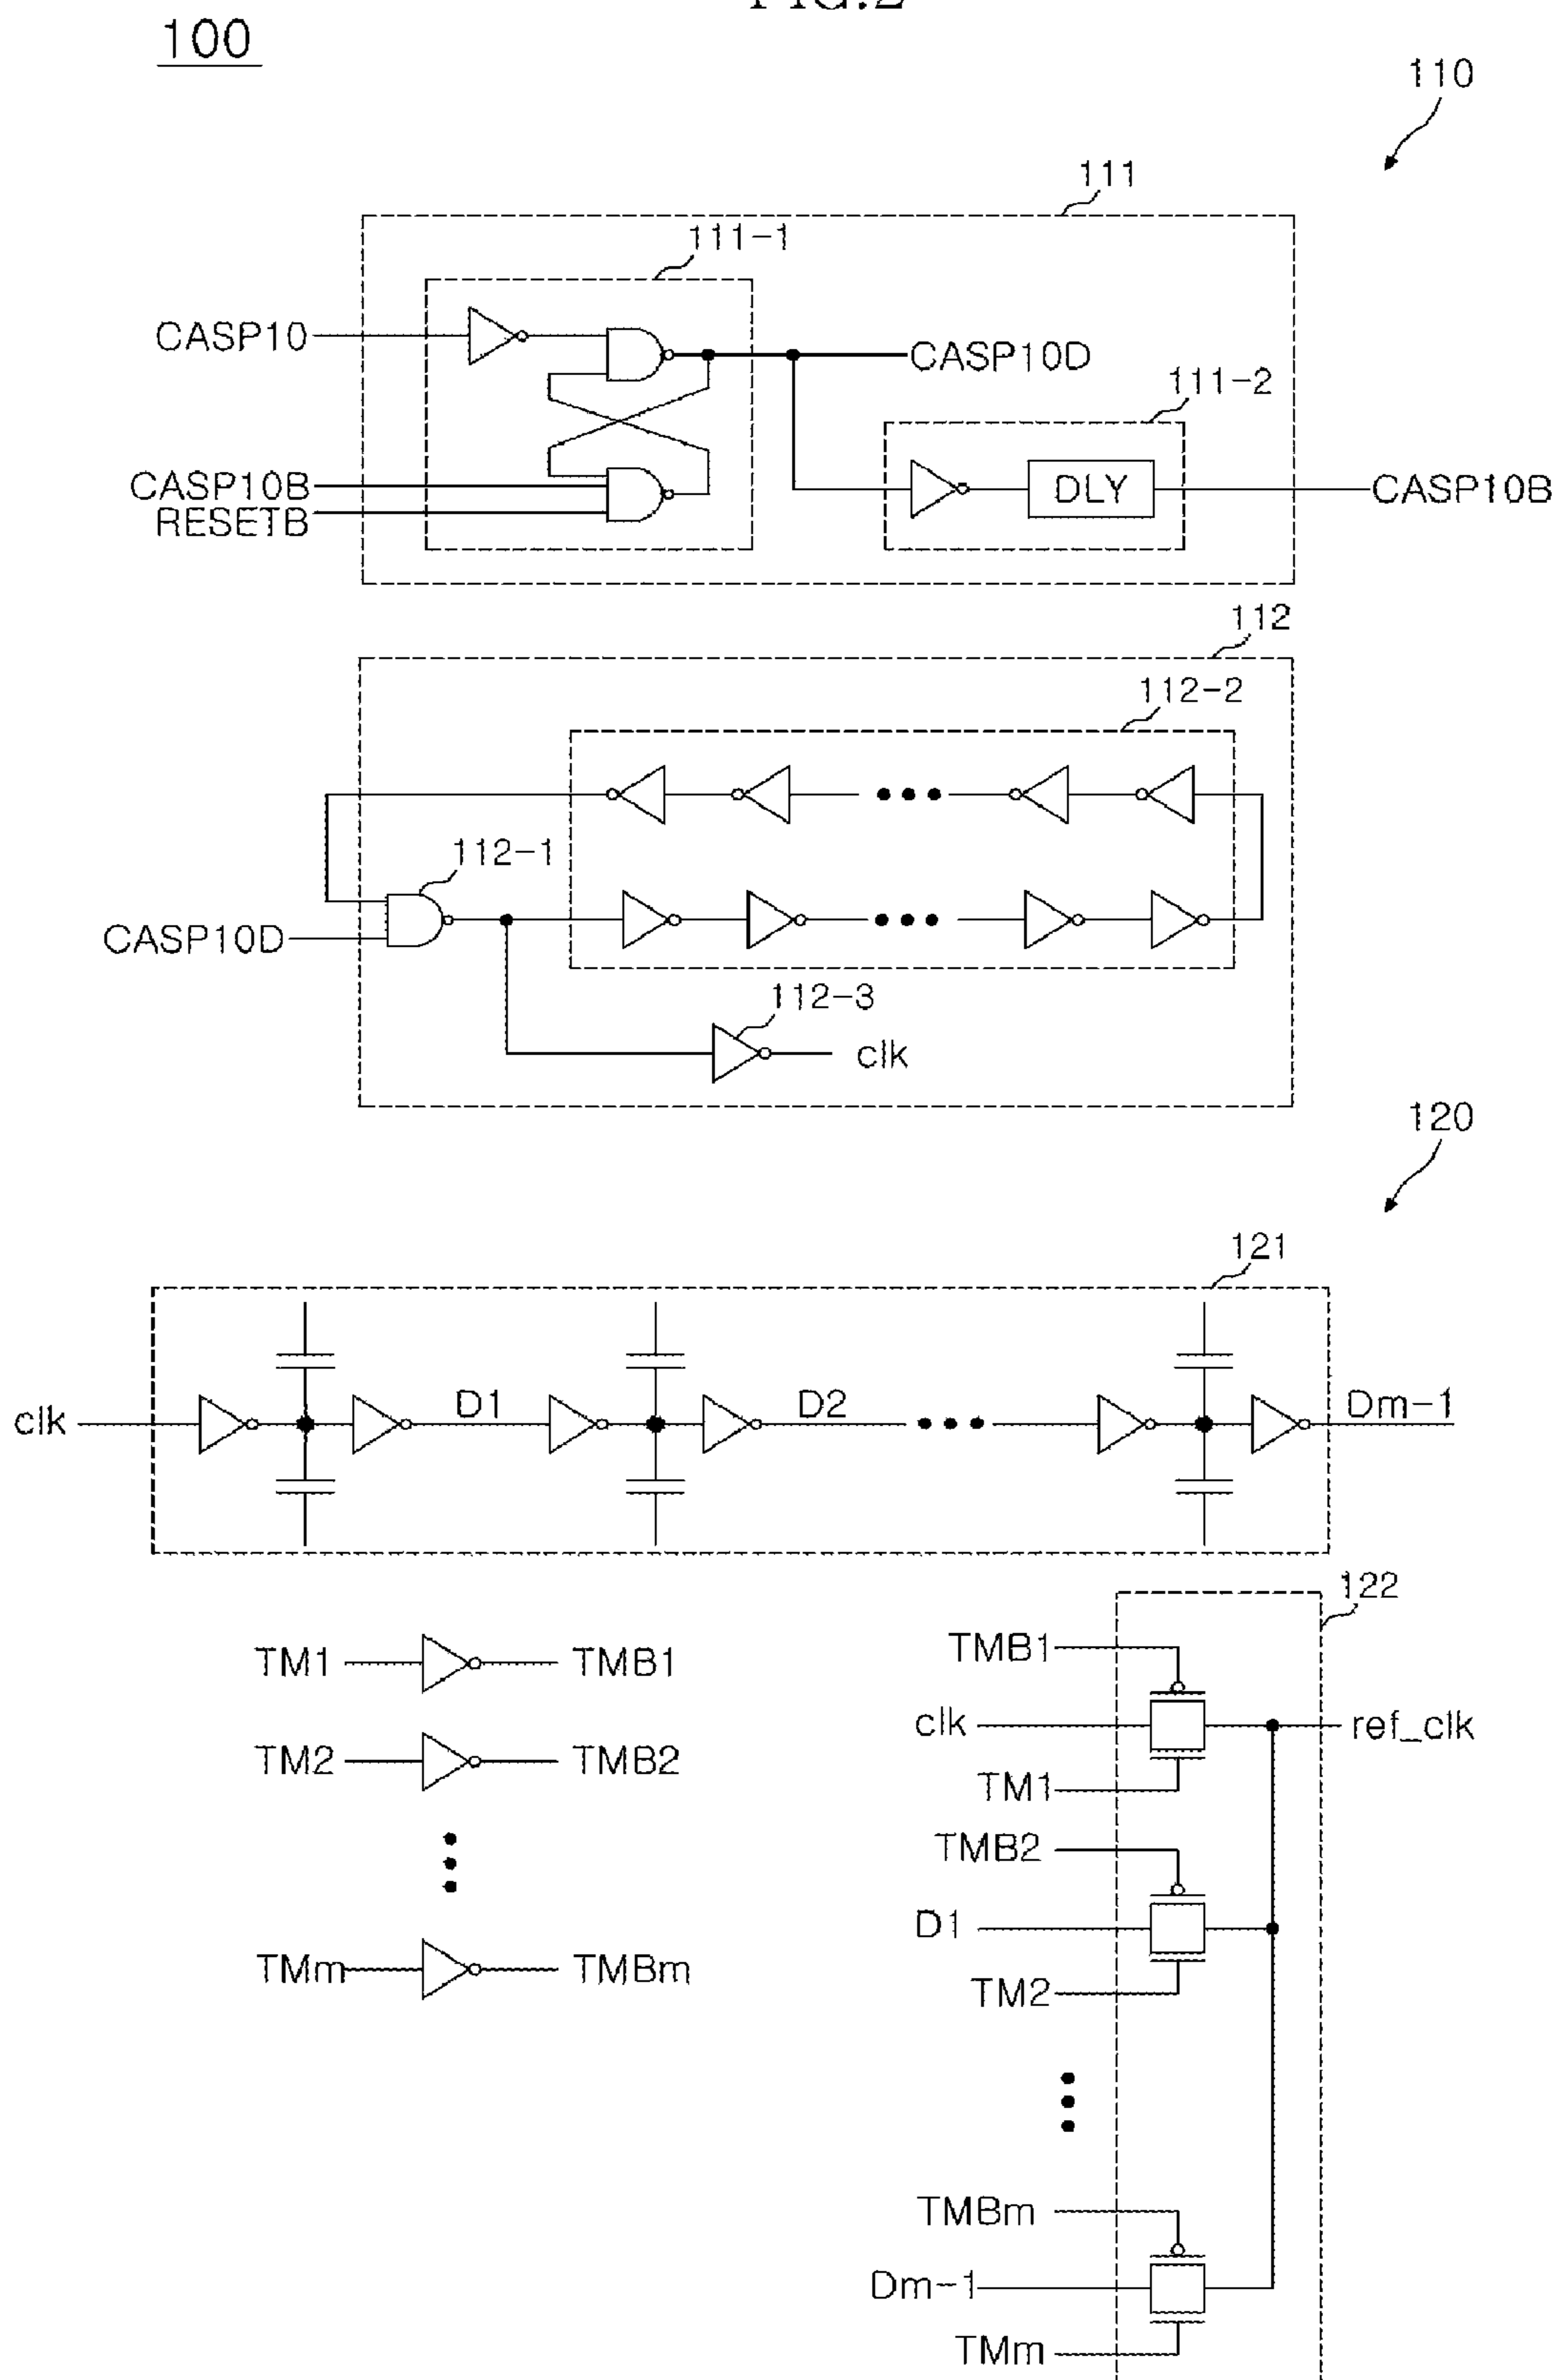 FIG.2
100
110
111
111-1
CASP10
CASP10D
111-2
CASP10B
RESETB
DLY
CASP10B
112
112-2
112-1
CASP10D
112-3
clk
120
121
clk
D1
D2
Dm-1
122
TM1
TMB1
TM2
TMB2
TMm
TMBm
TMB1
clk
ref_clk
TM1
TMB2
D1
TM2
TMBm
Dm-1
TMm